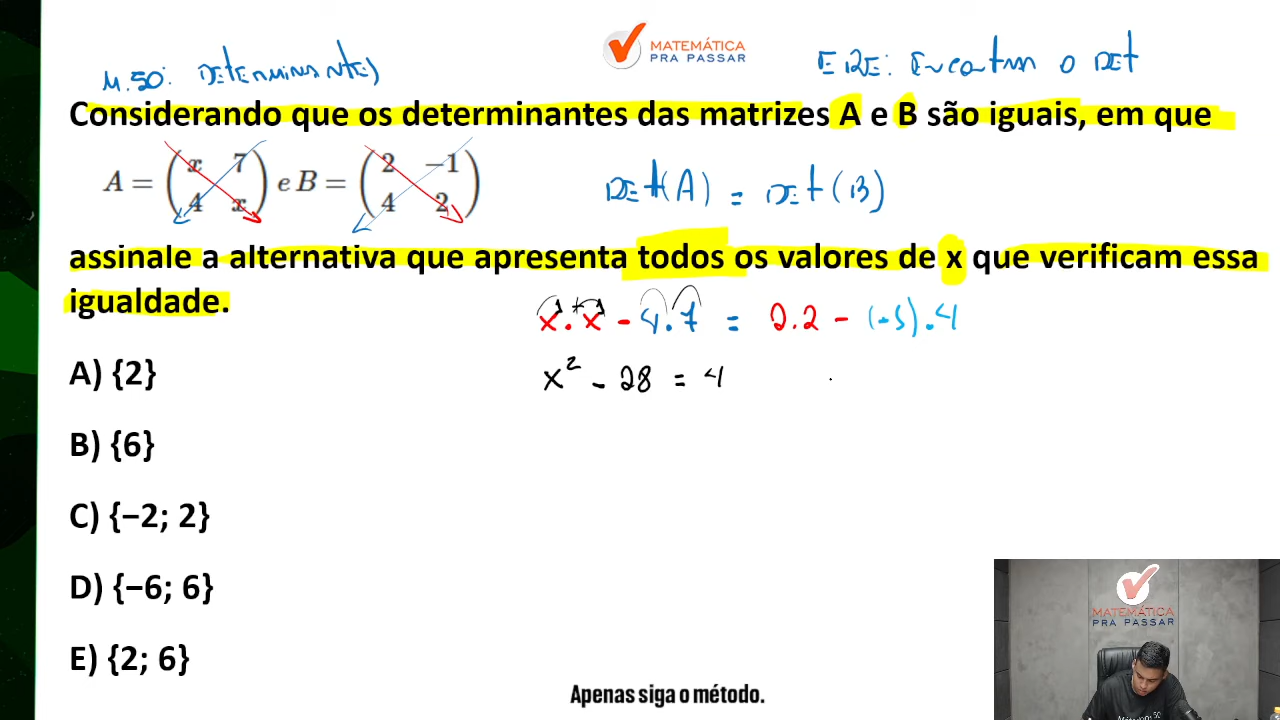 MATEMÁTICA
PRA PASSAR
M.50: DETERMINANTES
EBE: ENCONTRAR O DET
Considerando que os determinantes das matrizes A e B são iguais, em que
A = ( x 7 ) e B = ( 2 −1 )
4 x 4 2
DET(A) = DET(B)
assinale a alternativa que apresenta todos os valores de x que verificam essa
igualdade.
x.x - 4.7 = 2.2 - (-1).4
x² - 28 = 4
A) {2}
B) {6}
C) {−2; 2}
D) {−6; 6}
E) {2; 6}
MATEMÁTICA
PRA PASSAR
Apenas siga o método.